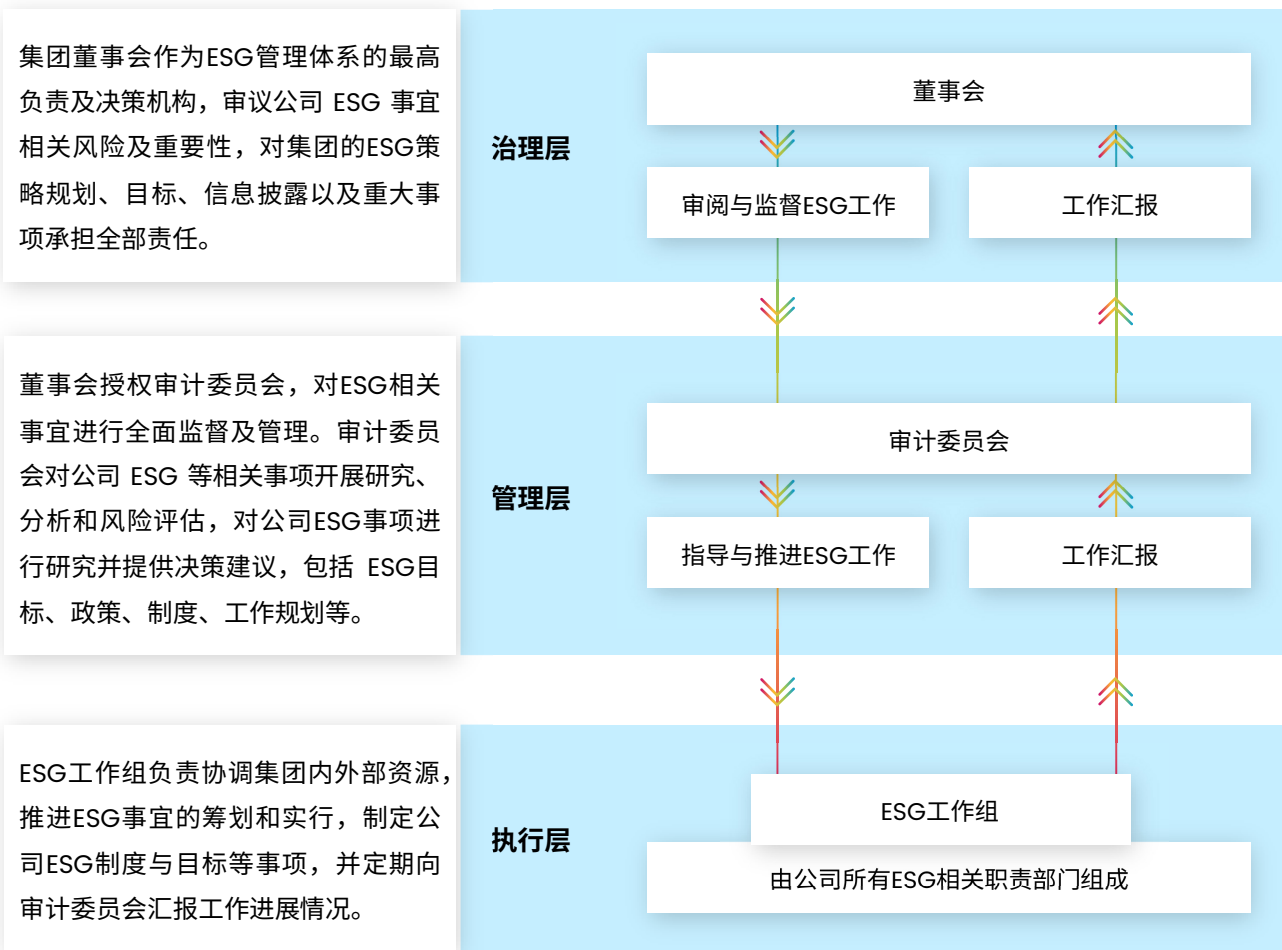 集团董事会作为ESG管理体系的最高
负责及决策机构，审议公司 ESG 事宜
相关风险及重要性，对集团的ESG策
略规划、目标、信息披露以及重大事
项承担全部责任。
治理层
董事会
审阅与监督ESG工作
工作汇报
董事会授权审计委员会，对ESG相关
事宜进行全面监督及管理。审计委员
会对公司 ESG 等相关事项开展研究、
分析和风险评估，对公司ESG事项进
行研究并提供决策建议，包括 ESG目
标、政策、制度、工作规划等。
管理层
审计委员会
指导与推进ESG工作
工作汇报
ESG工作组负责协调集团内外部资源，
推进ESG事宜的筹划和实行，制定公
司ESG制度与目标等事项，并定期向
审计委员会汇报工作进展情况。
执行层
ESG工作组
由公司所有ESG相关职责部门组成